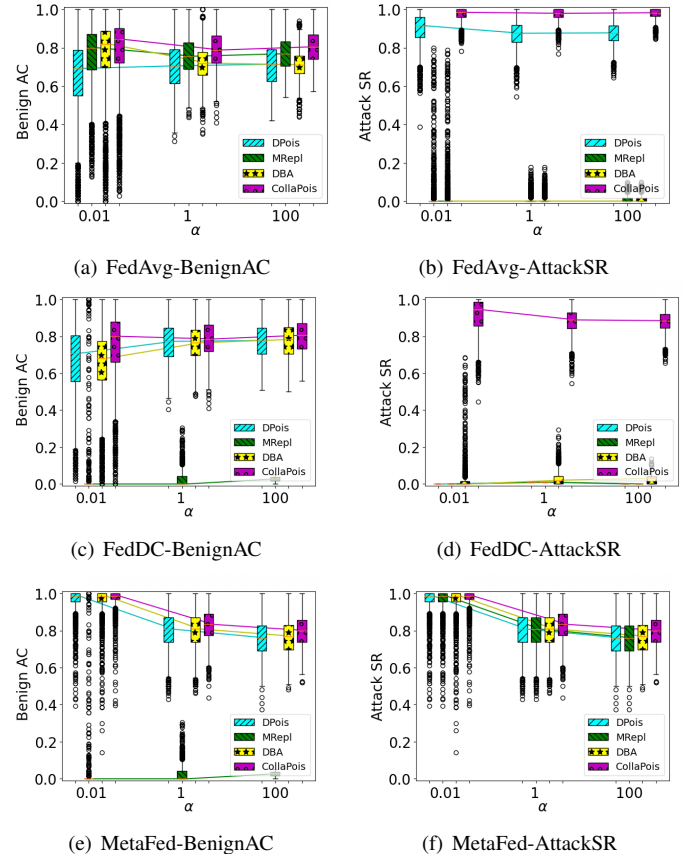 1.0
0.8
0.6
0.4
0.2
0.0
Benign AC
0.01
1
100
α
DPois
MRepl
DBA
CollaPois
(a) FedAvg-BenignAC
1.0
0.8
0.6
0.4
0.2
0.0
Attack SR
0.01
1
100
α
DPois
MRepl
DBA
CollaPois
(b) FedAvg-AttackSR
1.0
0.8
0.6
0.4
0.2
0.0
Benign AC
0.01
1
100
α
DPois
MRepl
DBA
CollaPois
(c) FedDC-BenignAC
1.0
0.8
0.6
0.4
0.2
0.0
Attack SR
0.01
1
100
α
DPois
MRepl
DBA
CollaPois
(d) FedDC-AttackSR
1.0
0.8
0.6
0.4
0.2
0.0
Benign AC
0.01
1
100
α
DPois
MRepl
DBA
CollaPois
(e) MetaFed-BenignAC
1.0
0.8
0.6
0.4
0.2
0.0
Attack SR
0.01
1
100
α
DPois
MRepl
DBA
CollaPois
(f) MetaFed-AttackSR